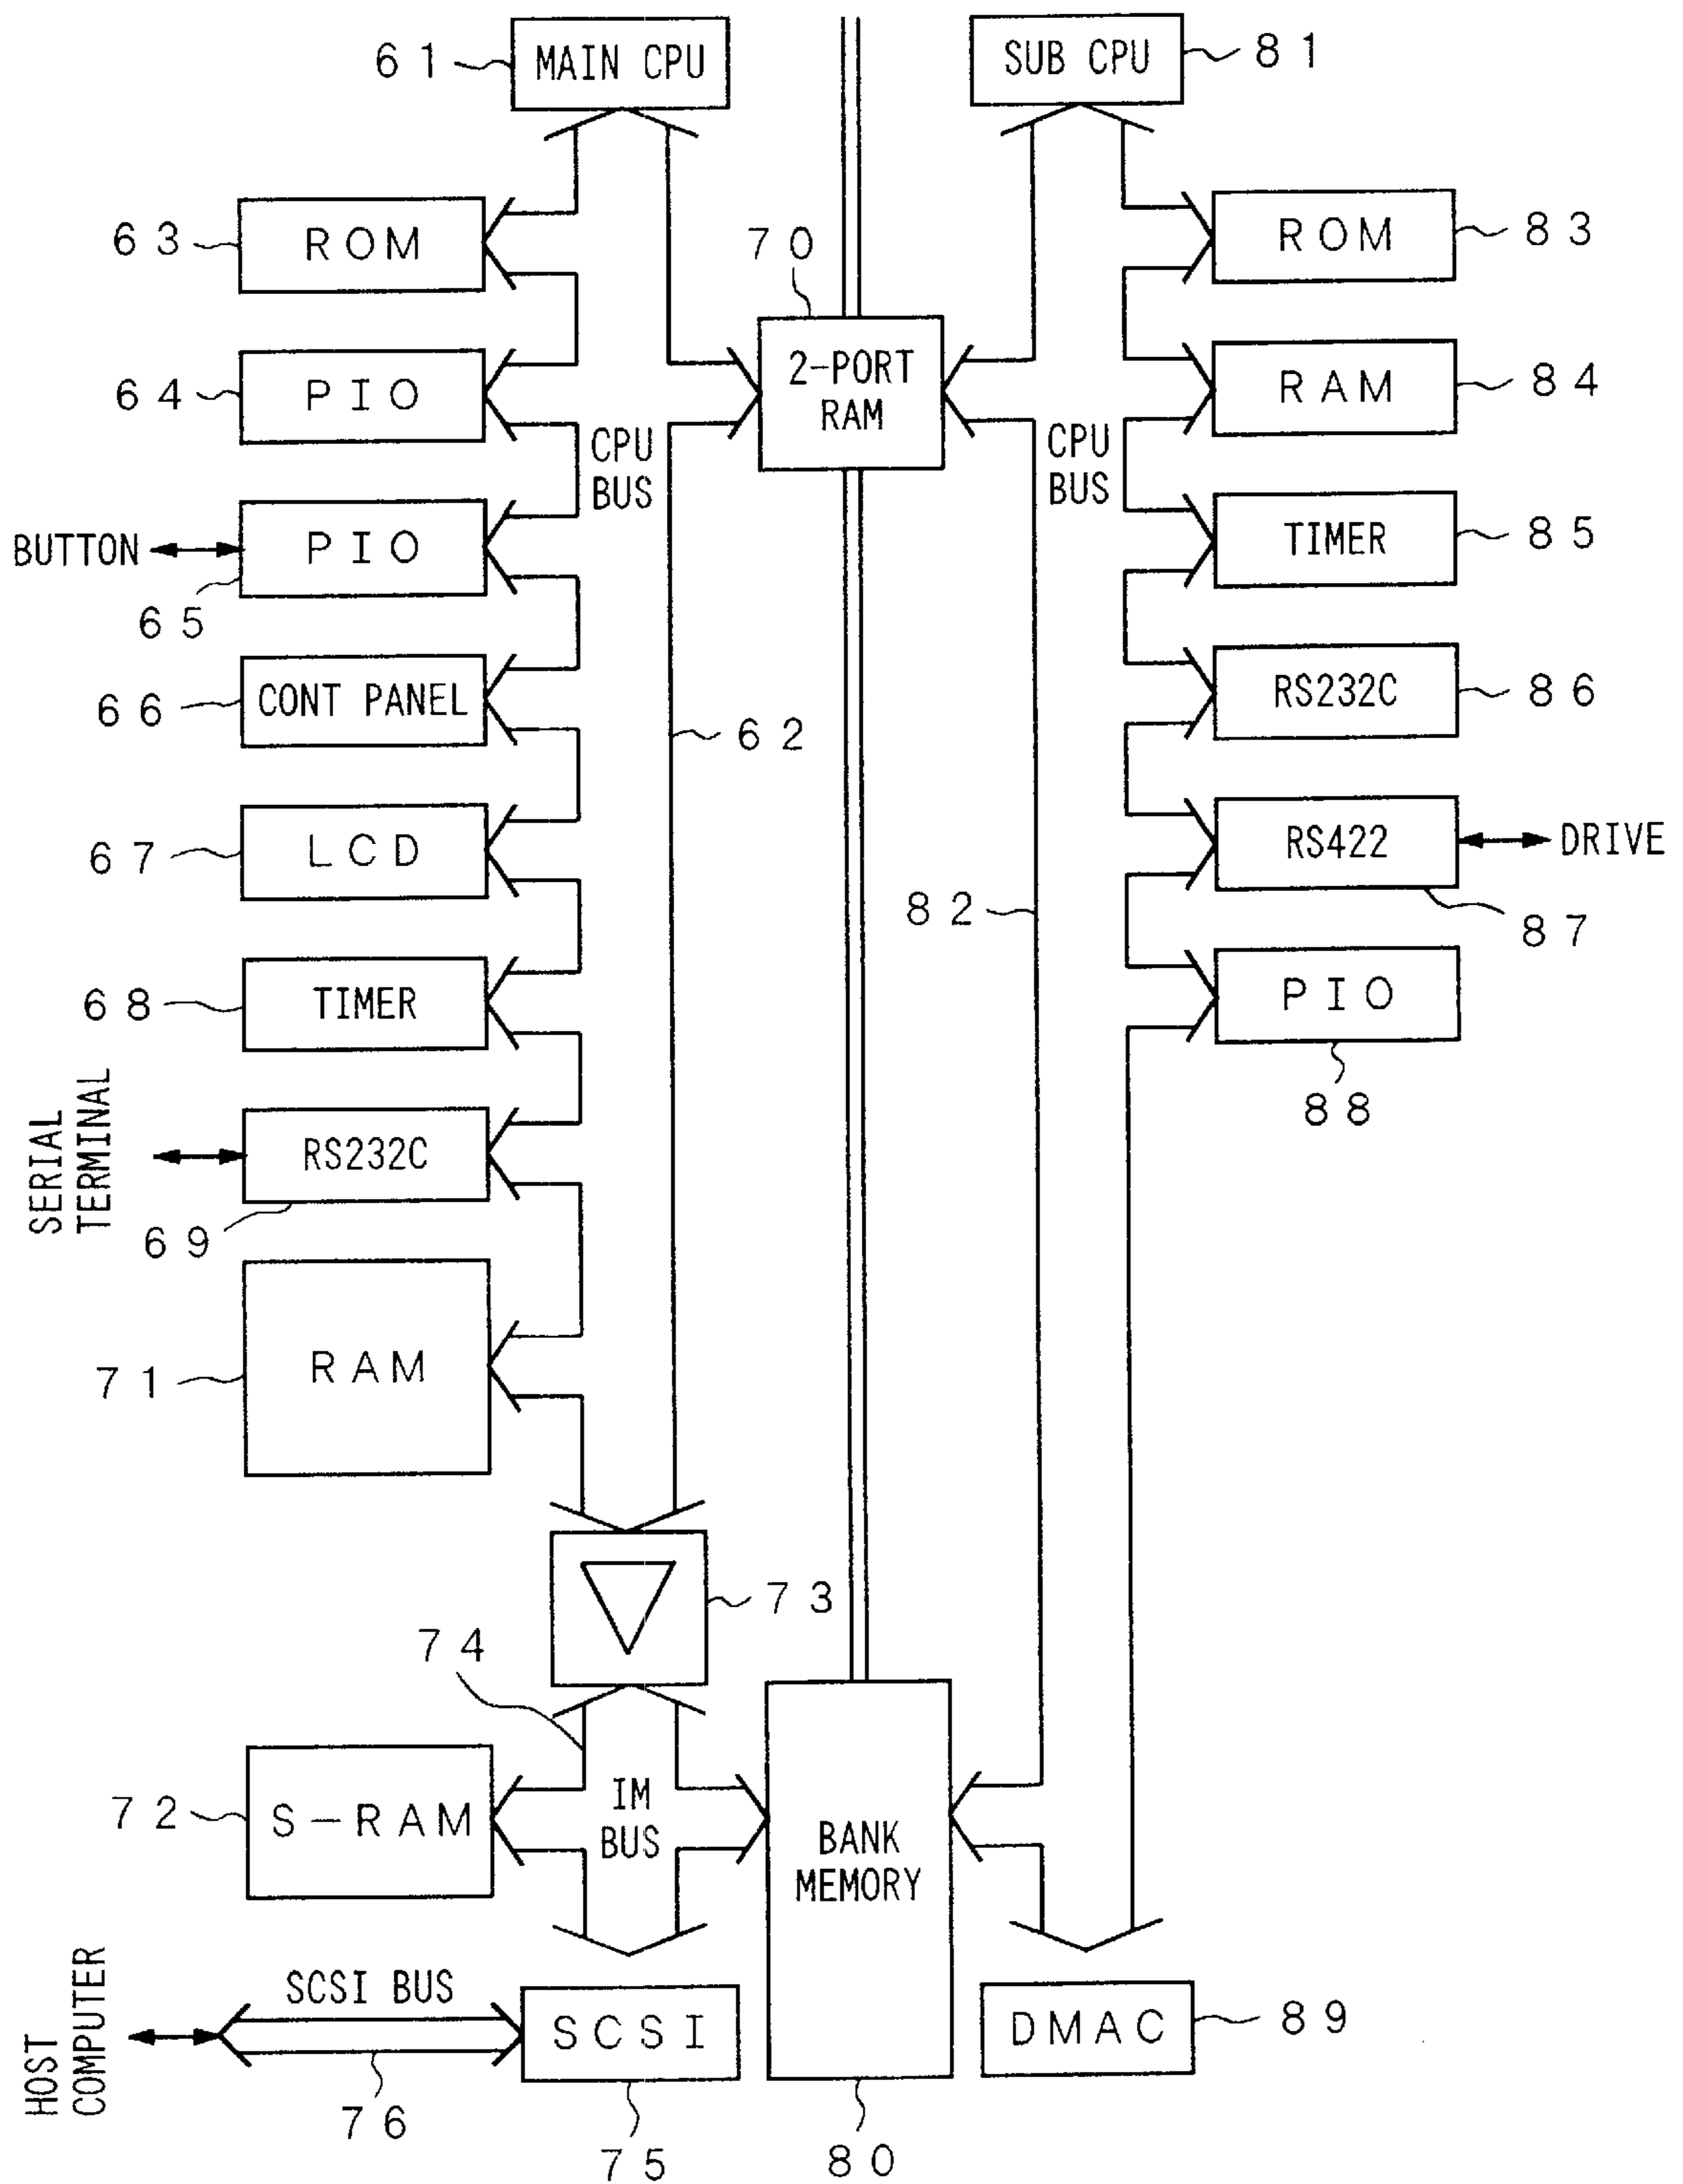 61 MAIN CPU
SUB CPU 81
63 ROM
70
ROM 83
64 PIO
2-PORT
RAM
RAM 84
CPU
BUS
CPU
BUS
BUTTON PIO
65
TIMER 85
66 CONT PANEL
62
RS232C 86
67 LCD
82
RS422 DRIVE
87
68 TIMER
PIO
88
SERIAL
TERMINAL
RS232C
69
71 RAM
73
74
72 S-RAM
IM
BUS
BANK
MEMORY
HOST
COMPUTER
SCSI BUS
76
SCSI
75
80
DMAC 89